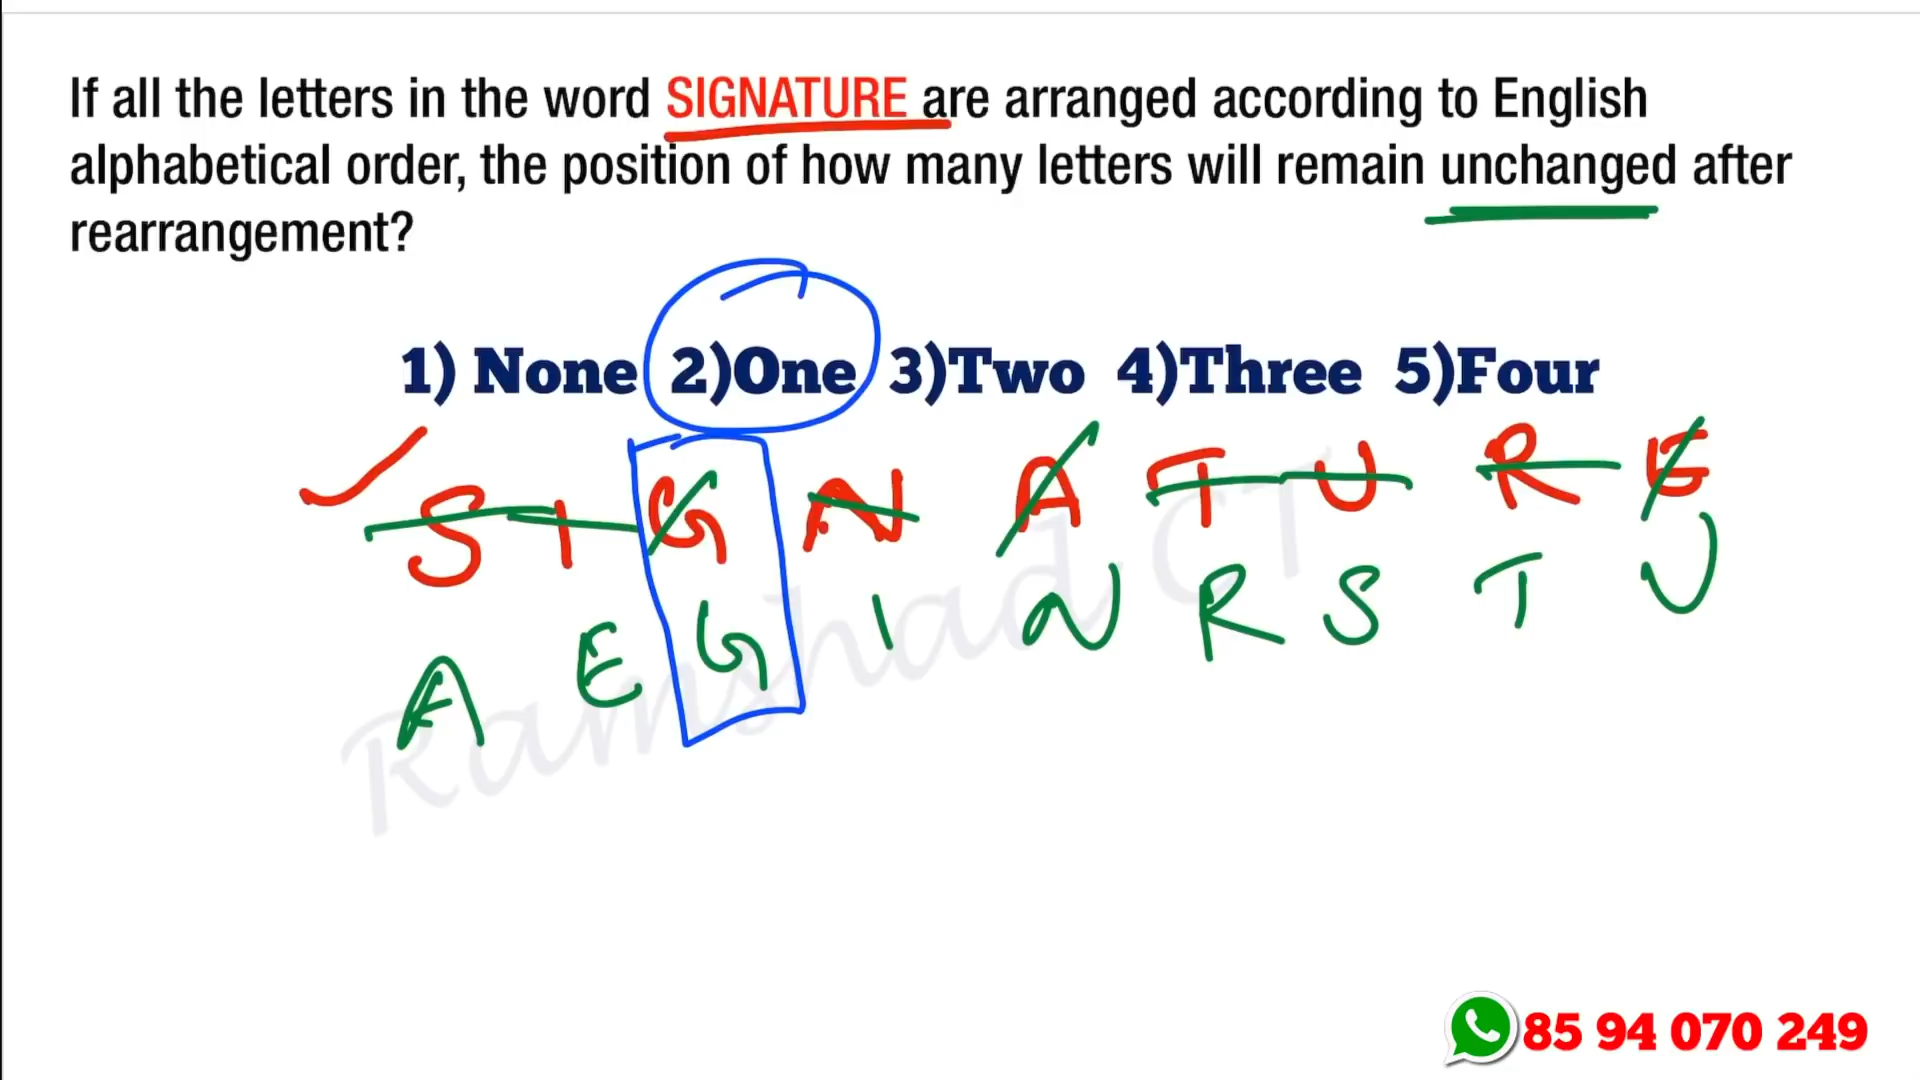 If all the letters in the word SIGNATURE are arranged according to English
alphabetical order, the position of how many letters will remain unchanged after
rearrangement?
1) None 2)One 3)Two 4)Three 5)Four
S I G N A T U R E
A E G I N R S T U
Ramshad CT
85 94 070 249